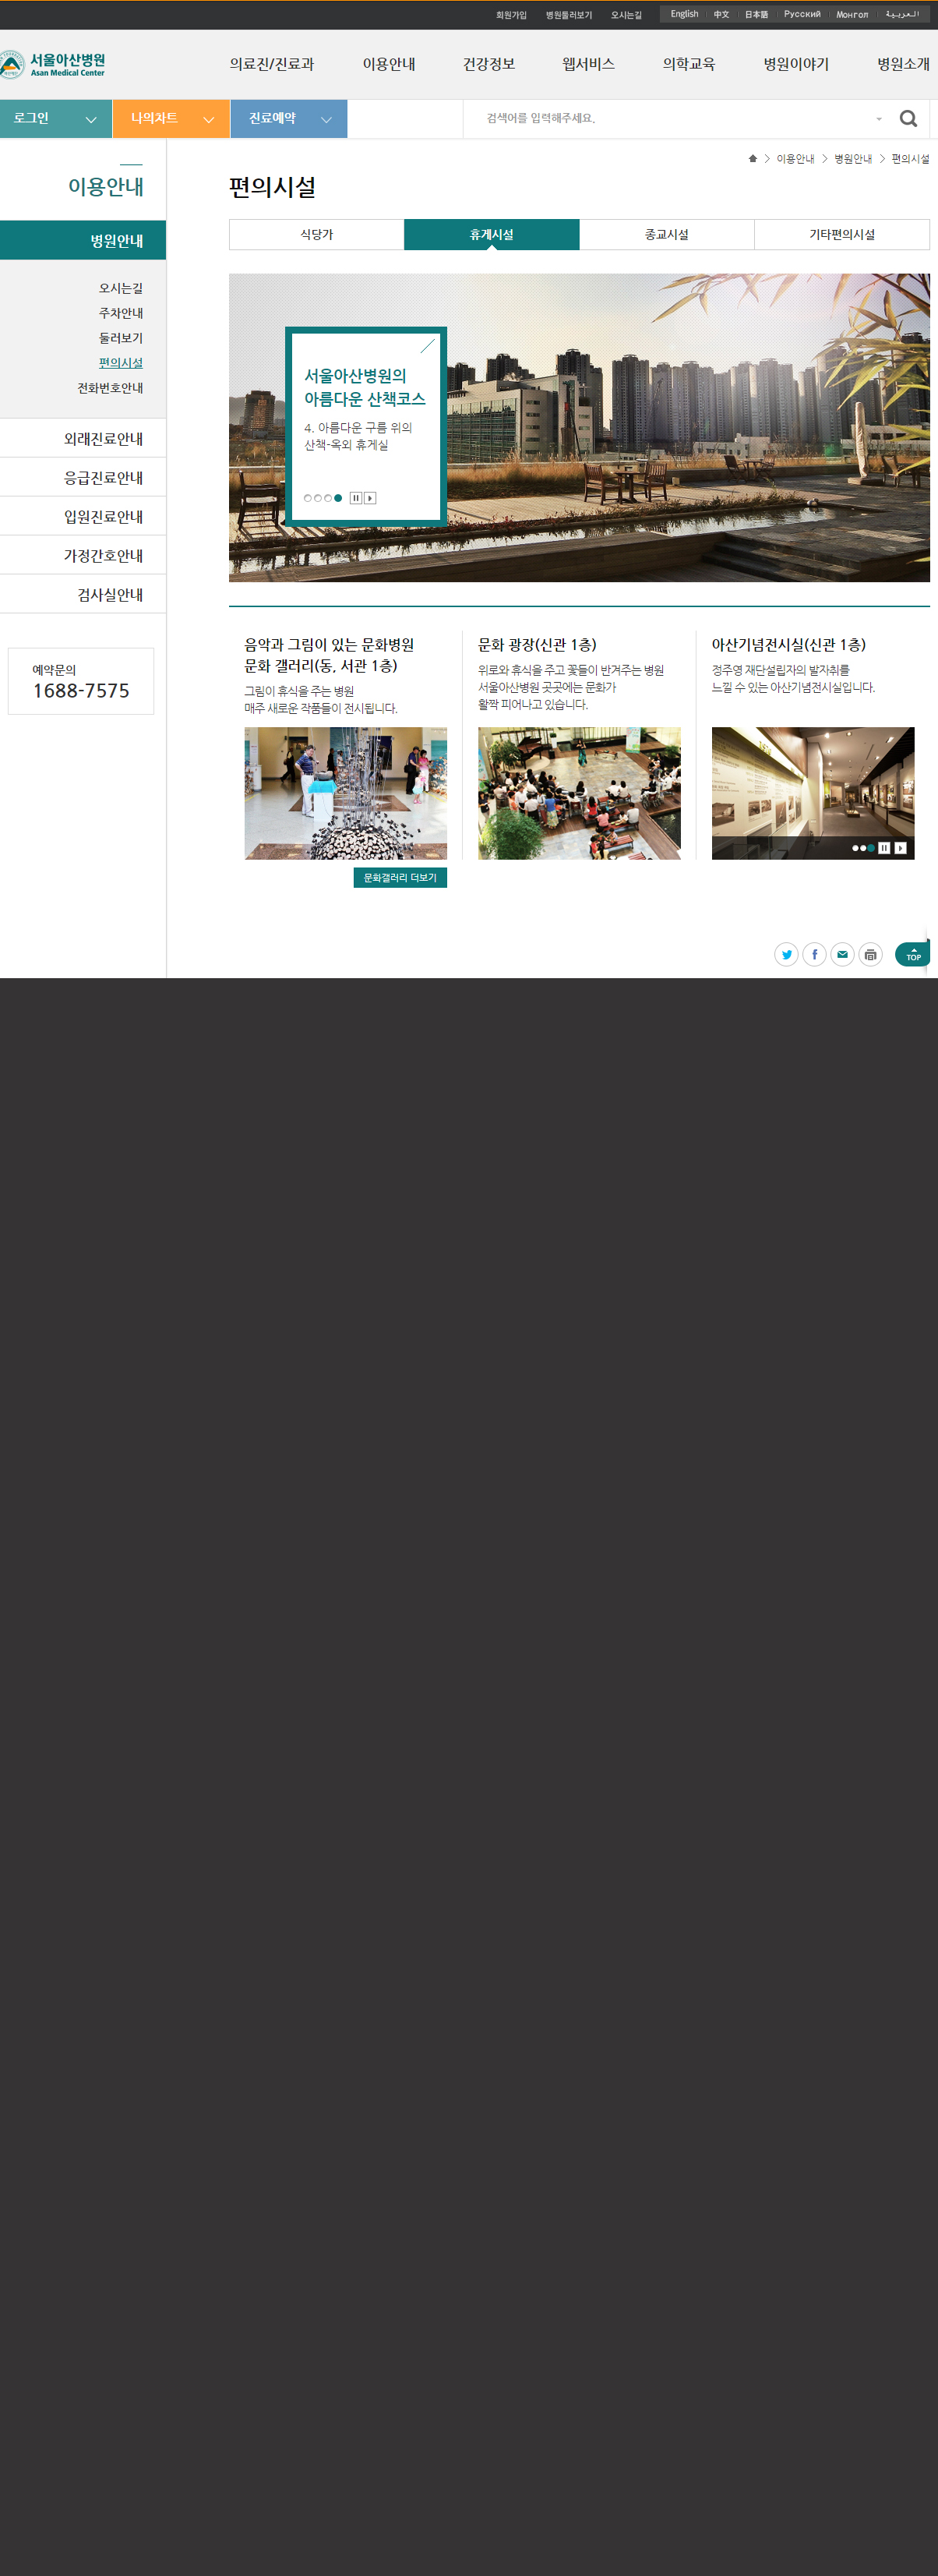 회원가입 병원둘러보기 오시는길 English 中文 日本語 Русский Монгол العربية
서울아산병원
Asan Medical Center
의료진/진료과 이용안내 건강정보 웹서비스 의학교육 병원이야기 병원소개
로그인 나의차트 진료예약 검색어를 입력해주세요.
이용안내 병원안내 편의시설
이용안내
병원안내
오시는길
주차안내
둘러보기
편의시설
전화번호안내
외래진료안내
응급진료안내
입원진료안내
가정간호안내
검사실안내
예약문의
1688-7575
편의시설
식당가 휴게시설 종교시설 기타편의시설
서울아산병원의
아름다운 산책코스
4. 아름다운 구름 위의
산책-옥외 휴게실
음악과 그림이 있는 문화병원
문화 갤러리(동, 서관 1층)
그림이 휴식을 주는 병원
매주 새로운 작품들이 전시됩니다.
문화갤러리 더보기
문화 광장(신관 1층)
위로와 휴식을 주고 꽃들이 반겨주는 병원
서울아산병원 곳곳에는 문화가
활짝 피어나고 있습니다.
아산기념전시실(신관 1층)
정주영 재단설립자의 발자취를
느낄 수 있는 아산기념전시실입니다.
TOP